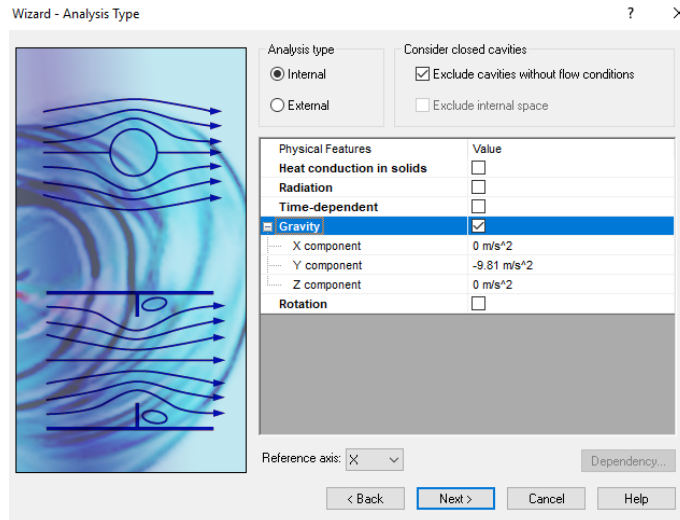 Wizard - Analysis Type
?
Analysis type
Consider closed cavities
Internal
Exclude cavities without flow conditions
External
Exclude internal space
Physical Features Value
Heat conduction in solids
Radiation
Time-dependent
Gravity
X component 0 m/s^2
Y component -9.81 m/s^2
Z component 0 m/s^2
Rotation
Reference axis: X
Dependency...
< Back Next > Cancel Help